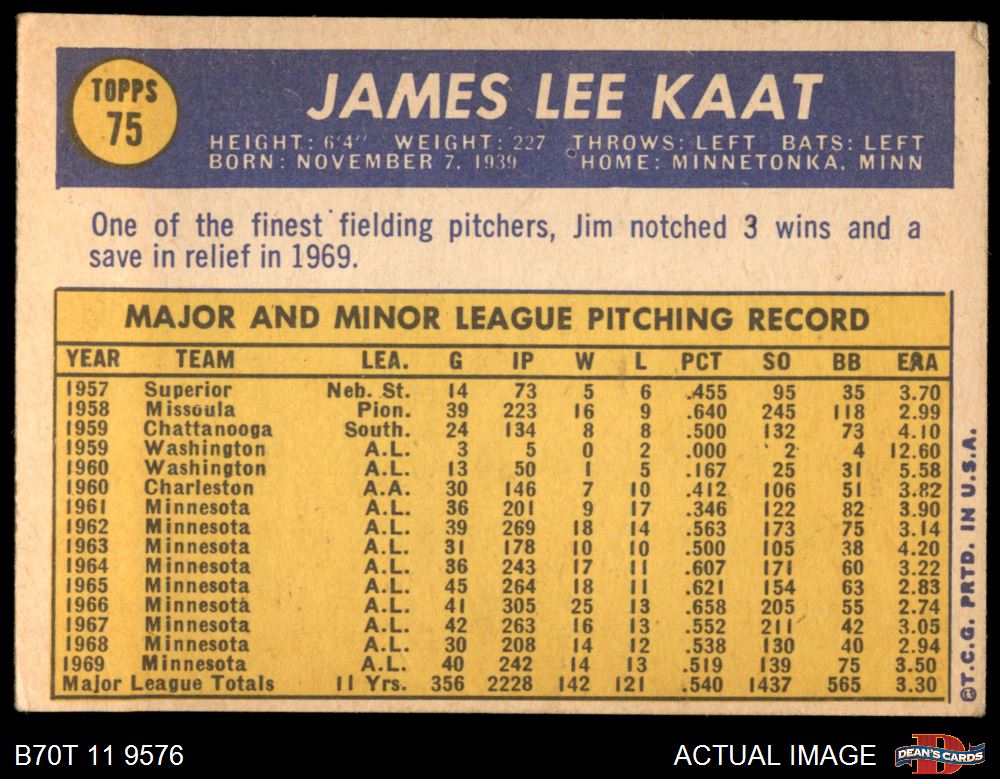 TOPPS
75
JAMES LEE KAAT
HEIGHT: 6'4" WEIGHT: 227 THROWS: LEFT BATS: LEFT
BORN: NOVEMBER 7, 1939 HOME: MINNETONKA, MINN
One of the finest fielding pitchers, Jim notched 3 wins and a
save in relief in 1969.
MAJOR AND MINOR LEAGUE PITCHING RECORD
YEAR TEAM LEA. G IP W L PCT SO BB ERA
1957 Superior Neb. St. 14 73 5 6 .455 95 35 3.70
1958 Missoula Pion. 39 223 16 9 .640 245 118 2.99
1959 Chattanooga South. 24 134 8 8 .500 132 73 4.10
1959 Washington A.L. 3 5 0 2 .000 2 4 12.60
1960 Washington A.L. 13 50 1 5 .167 25 31 5.58
1960 Charleston A.A. 30 146 7 10 .412 106 51 3.82
1961 Minnesota A.L. 36 201 9 17 .346 122 82 3.90
1962 Minnesota A.L. 39 269 18 14 .563 173 75 3.14
1963 Minnesota A.L. 31 178 10 10 .500 105 38 4.20
1964 Minnesota A.L. 36 243 17 11 .607 171 60 3.22
1965 Minnesota A.L. 45 264 18 11 .621 154 63 2.83
1966 Minnesota A.L. 41 305 25 13 .658 205 55 2.74
1967 Minnesota A.L. 42 263 16 13 .552 211 42 3.05
1968 Minnesota A.L. 30 208 14 12 .538 130 40 2.94
1969 Minnesota A.L. 40 242 14 13 .519 139 75 3.50
Major League Totals 11 Yrs. 356 2228 142 121 .540 1437 565 3.30
©T.C.G. PRTD. IN U.S.A.
B70T 11 9576 ACTUAL IMAGE
DEAN'S CARDS